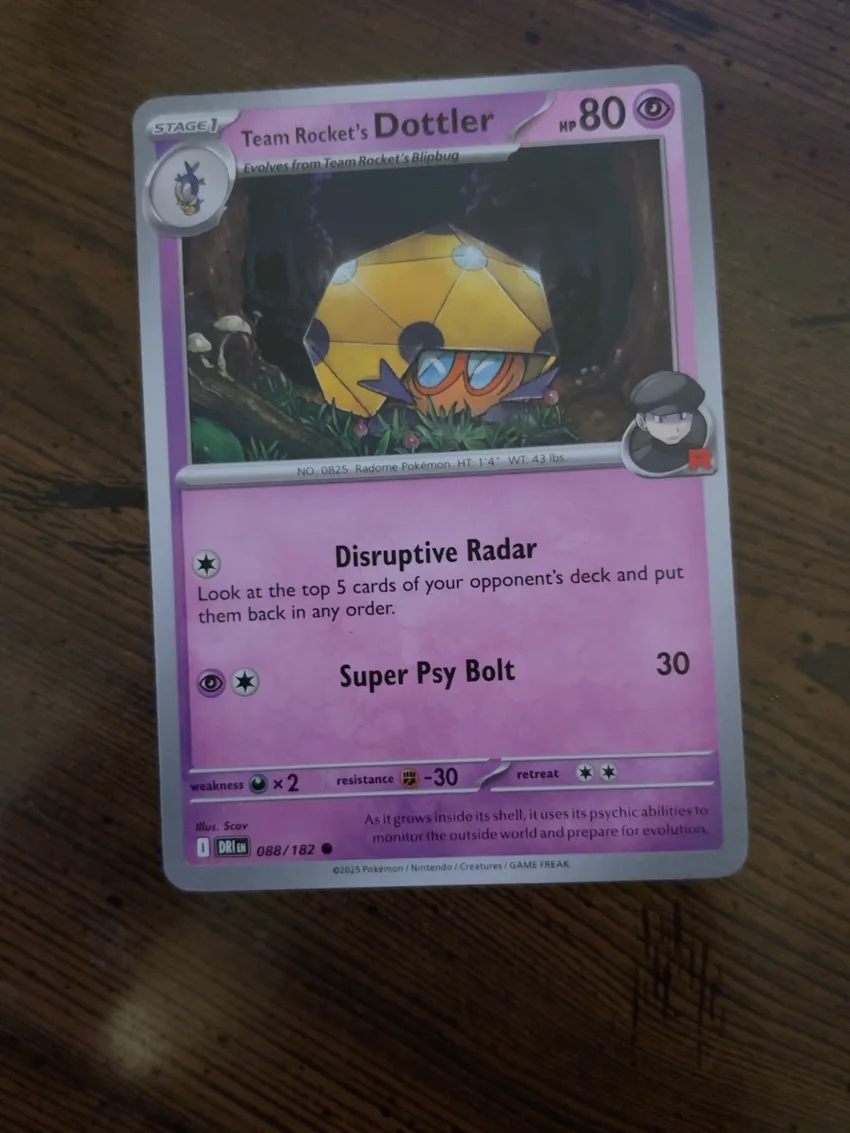 STAGE 1
Team Rocket's Dottler
HP 80
Evolves from Team Rocket's Blipbug
R
NO. 0825 Radome Pokémon HT: 1'4" WT: 43 lbs.
Disruptive Radar
Look at the top 5 cards of your opponent's deck and put
them back in any order.
Super Psy Bolt 30
weakness ×2 resistance -30 retreat
Illus. Scav
As it grows inside its shell, it uses its psychic abilities to
monitor the outside world and prepare for evolution.
I DRI EN 088/182
©2025 Pokémon / Nintendo / Creatures / GAME FREAK